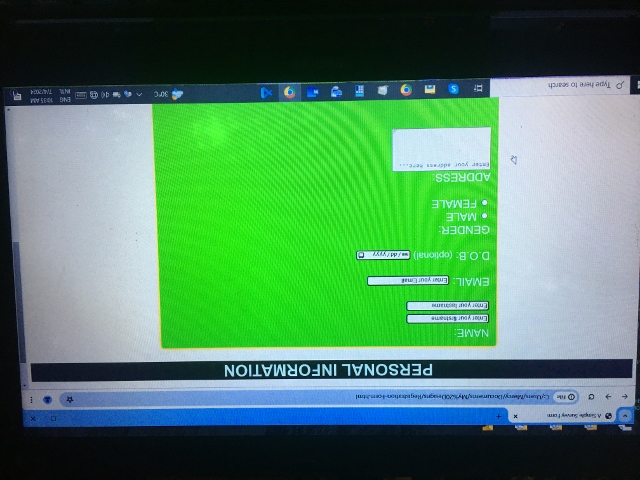 A Simple Survey Form
File C:/Users/Mercy/Documents/My%20Designs/Registration-Form.html
PERSONAL INFORMATION
NAME:
Enter your firstname
Enter your lastname
EMAIL: Enter your Email
D.O.B: (optional) mm/dd/yyyy
GENDER:
MALE
FEMALE
ADDRESS:
Enter your address here...
Type here to search
30°C
ENG
INTL
10:35 AM
7/4/2024